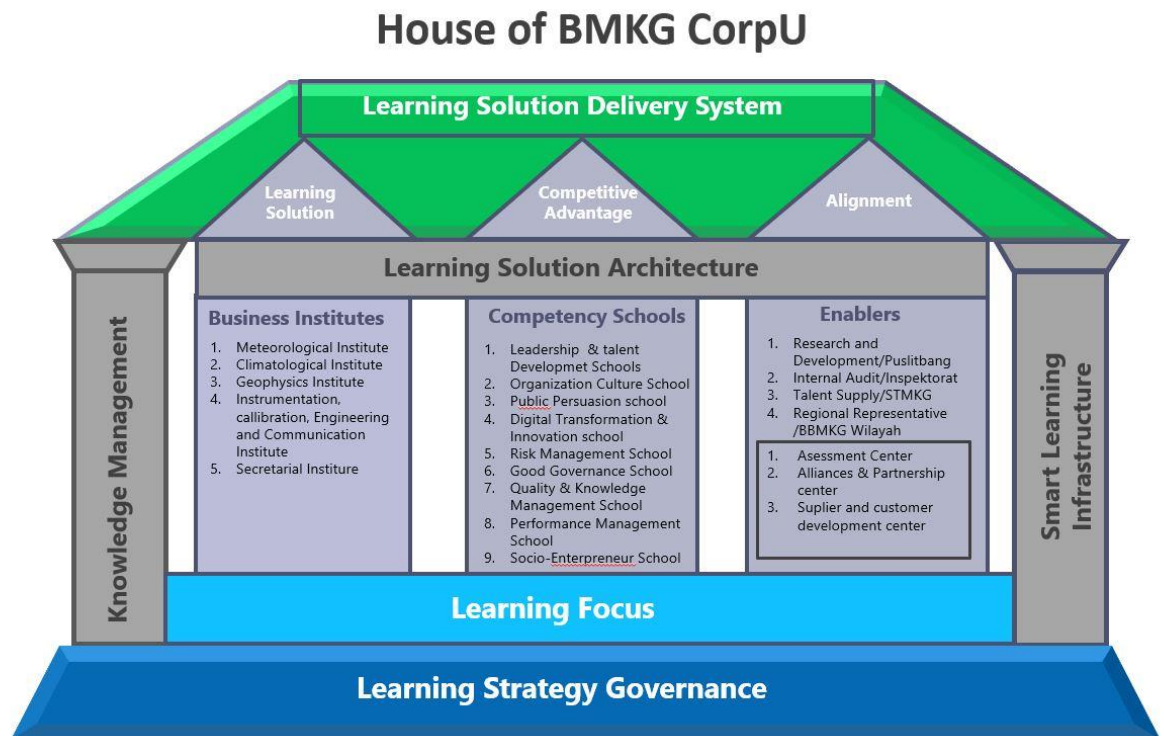 House of BMKG CorpU
Learning Solution Delivery System
Learning
Solution
Competitive
Advantage
Alignment
Learning Solution Architecture
Knowledge Management
Business Institutes
1. Meteorological Institute
2. Climatological Institute
3. Geophysics Institute
4. Instrumentation,
callibration, Engineering
and Communication
Institute
5. Secretarial Institure
Competency Schools
1. Leadership & talent
Developmet Schools
2. Organization Culture School
3. Public Persuasion school
4. Digital Transformation &
Innovation school
5. Risk Management School
6. Good Governance School
7. Quality & Knowledge
Management School
8. Performance Management
School
9. Socio-Enterpreneur School
Enablers
1. Research and
Development/Puslitbang
2. Internal Audit/Inspektorat
3. Talent Supply/STMKG
4. Regional Representative
/BBMKG Wilayah
1. Asessment Center
2. Alliances & Partnership
center
3. Suplier and customer
development center
Smart Learning
Infrastructure
Learning Focus
Learning Strategy Governance